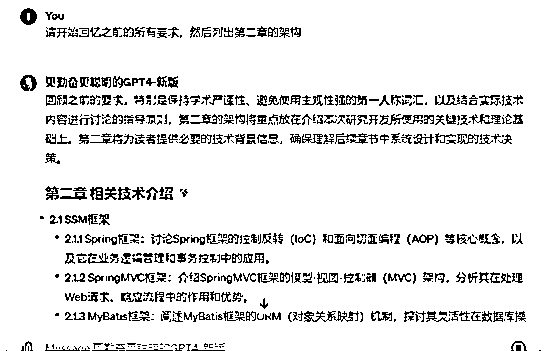 You
请开始回忆之前的所有要求，然后列出第二章的架构
更勤奋更聪明的GPT4-新版
回顾之前的要求，特别是保持学术严谨性、避免使用主观性强的第一人称词汇，以及结合实际技术
内容进行讨论的指导原则，第二章的架构将重点放在介绍本次研究开发所使用的关键技术和理论基
础上。第二章将为读者提供必要的技术背景信息，确保理解后续章节中系统设计和实现的技术决
策。
第二章 相关技术介绍
2.1 SSM框架
2.1.1 Spring框架：讨论Spring框架的控制反转（IoC）和面向切面编程（AOP）等核心概念，以
及它在业务逻辑管理和事务控制中的应用。
2.1.2 SpringMVC框架：介绍SpringMVC框架的模型-视图-控制器（MVC）架构，分析其在处理
Web请求、响应流程中的作用和优势。
2.1.3 MyBatis框架：阐述MyBatis框架的ORM（对象关系映射）机制，探讨其灵活性在数据库操
Message 更勤奋更聪明的GPT4-新版